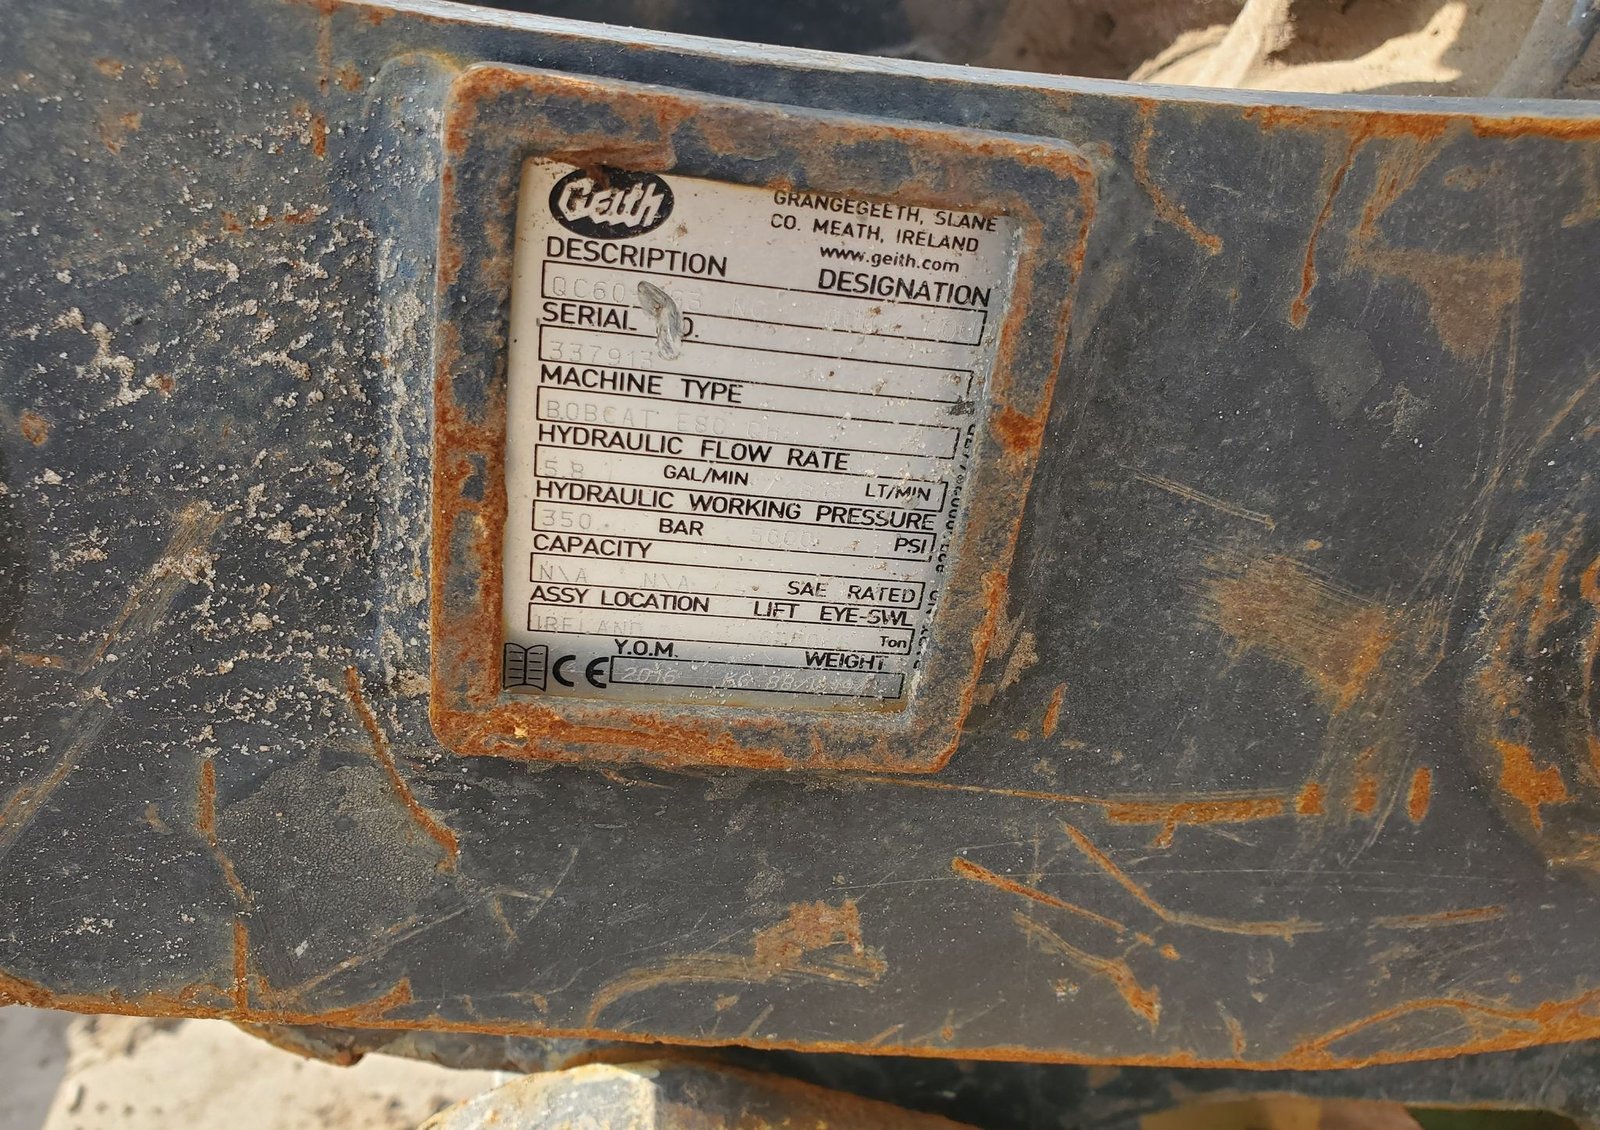 Geith
GRANGEGEETH, SLANE
CO. MEATH, IRELAND
www.geith.com
DESCRIPTION DESIGNATION
SERIAL
337913
MACHINE TYPE
BOBCAT E80
HYDRAULIC FLOW RATE
GAL/MIN LT/MIN
HYDRAULIC WORKING PRESSURE
350 BAR PSI
CAPACITY
N\A N\A SAE RATED
ASSY LOCATION LIFT EYE-SWL
IRELAND Ton
Y.O.M. WEIGHT
CE 2016 KG